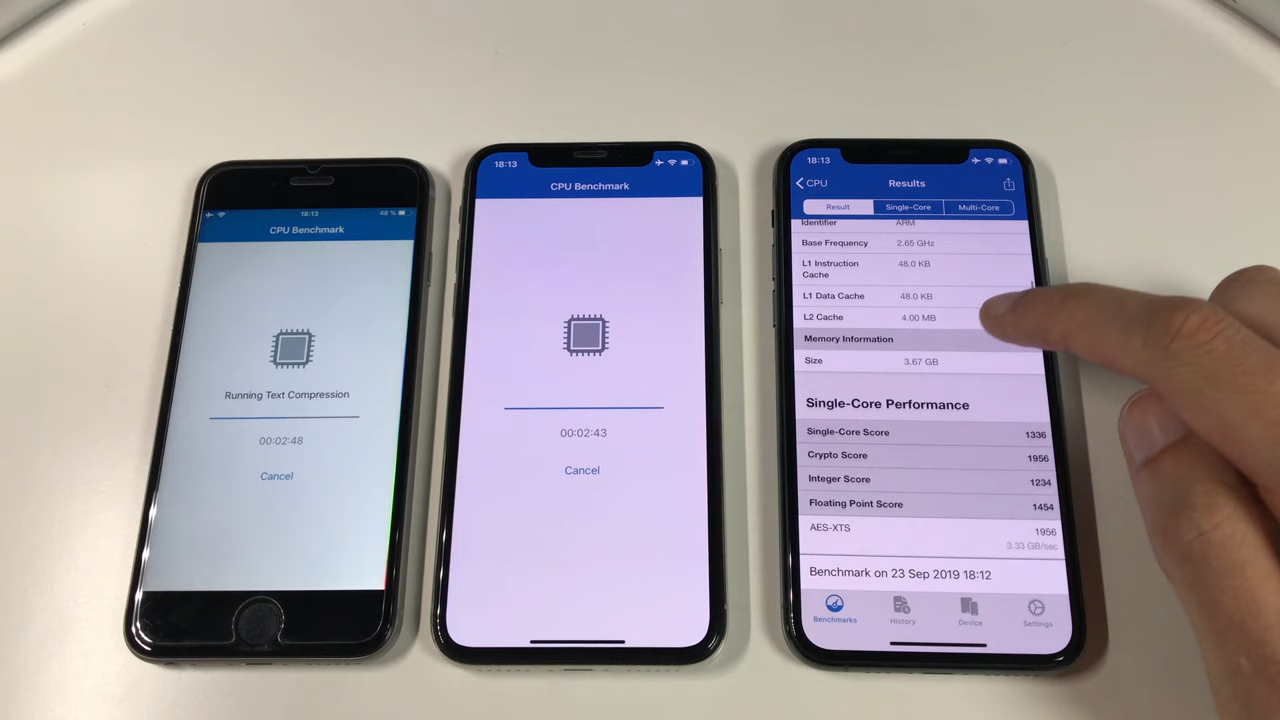 18:13
48 %
CPU Benchmark
Running Text Compression
00:02:48
Cancel
18:13
CPU Benchmark
00:02:43
Cancel
18:13
CPU
Results
Result
Single-Core
Multi-Core
Identifier ARM
Base Frequency 2.65 GHz
L1 Instruction Cache 48.0 KB
L1 Data Cache 48.0 KB
L2 Cache 4.00 MB
Memory Information
Size 3.67 GB
Single-Core Performance
Single-Core Score 1336
Crypto Score 1956
Integer Score 1234
Floating Point Score 1454
AES-XTS 1956
3.33 GB/sec
Benchmark on 23 Sep 2019 18:12
Benchmarks
History
Device
Settings